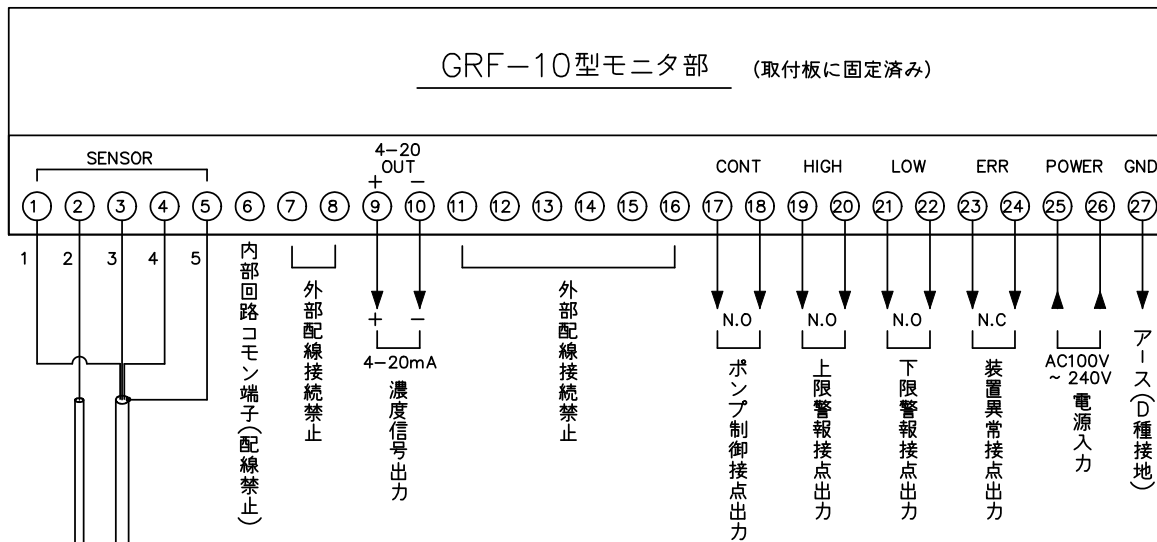 GRF-10型モニタ部 (取付板に固定済み)
SENSOR
4-20
OUT
+ -
CONT HIGH LOW ERR POWER GND
1 2 3 4 5 6 7 8 9 10 11 12 13 14 15 16 17 18 19 20 21 22 23 24 25 26 27
1 2 3 4 5
内部回路コモン端子(配線禁止)
外部配線接続禁止
+ -
4-20mA
濃度信号出力
外部配線接続禁止
N.O
ポンプ制御接点出力
N.O
上限警報接点出力
N.O
下限警報接点出力
N.C
装置異常接点出力
AC100V
~ 240V
電源入力
アース(D種接地)